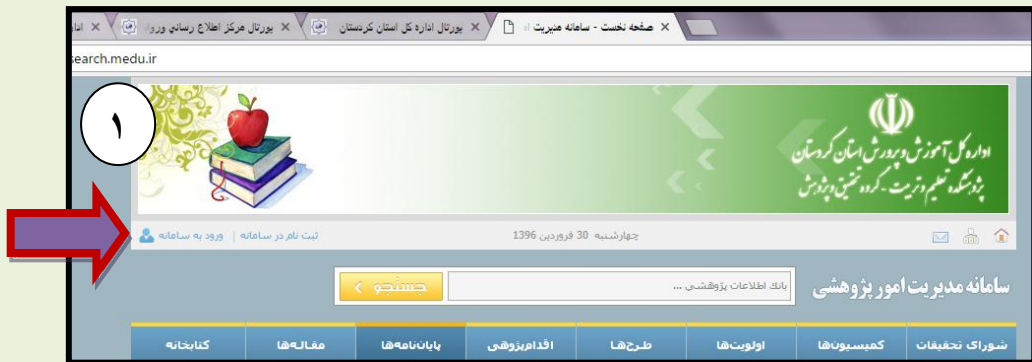 صفحه نخست - سامانه مدیریت ا
پورتال اداره کل استان کردستان
پورتال مرکز اطلاع رسانی ورواب
ادار
search.medu.ir
۱
اداره کل آموزش و پرورش استان کردستان
پژوهشکده تعلیم و تربیت - گروه تحقیق و پژوهش
چهارشنبه 30 فروردین 1396
ثبت نام در سامانه | ورود به سامانه
سامانه مدیریت امور پژوهشی
بانک اطلاعات پژوهشی ...
جستجو
شورای تحقیقات کمیسیون‌ها اولویت‌ها طرح‌ها اقدام‌پژوهی پایان‌نامه‌ها مقاله‌ها کتابخانه